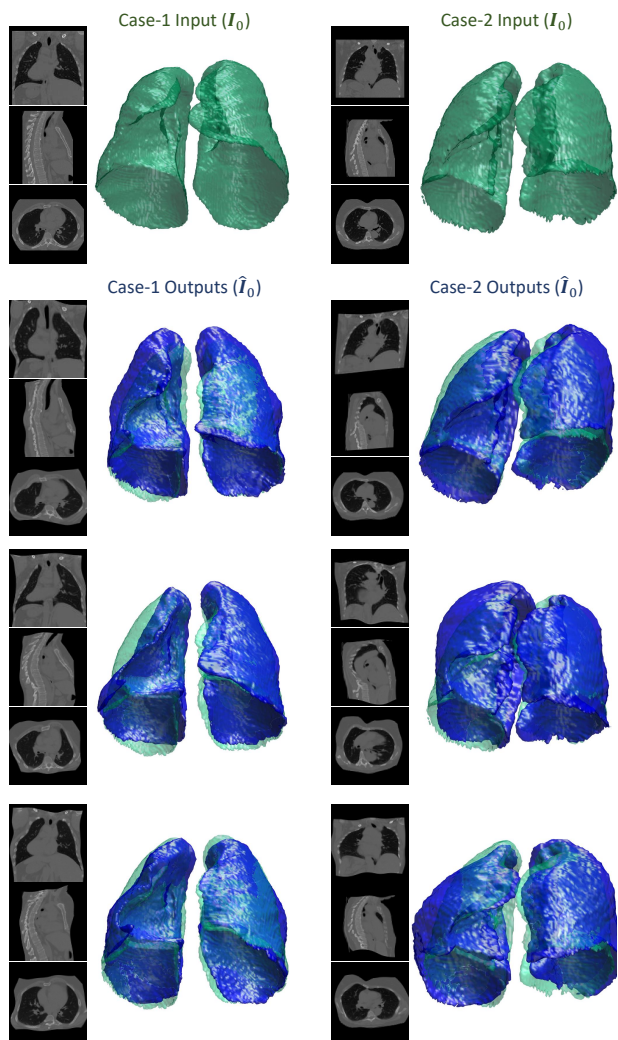 Case-1 Input (I₀)
Case-2 Input (I₀)
Case-1 Outputs (Î₀)
Case-2 Outputs (Î₀)